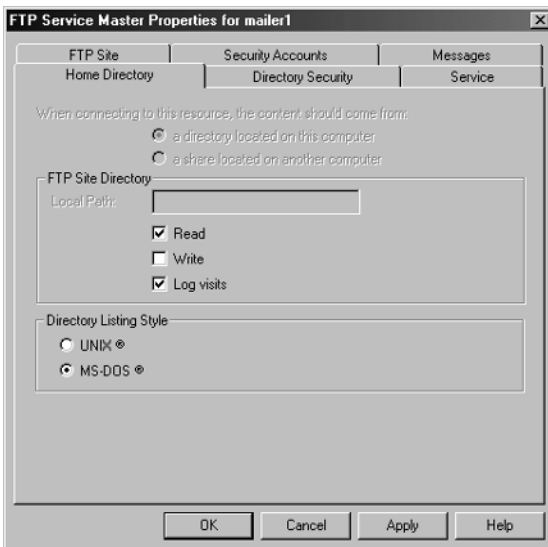 FTP Service Master Properties for mailer1
FTP Site Security Accounts Messages
Home Directory Directory Security Service
When connecting to this resource, the content should come from:
a directory located on this computer
a share located on another computer
FTP Site Directory
Local Path:
Read
Write
Log visits
Directory Listing Style
UNIX ®
MS-DOS ®
OK Cancel Apply Help